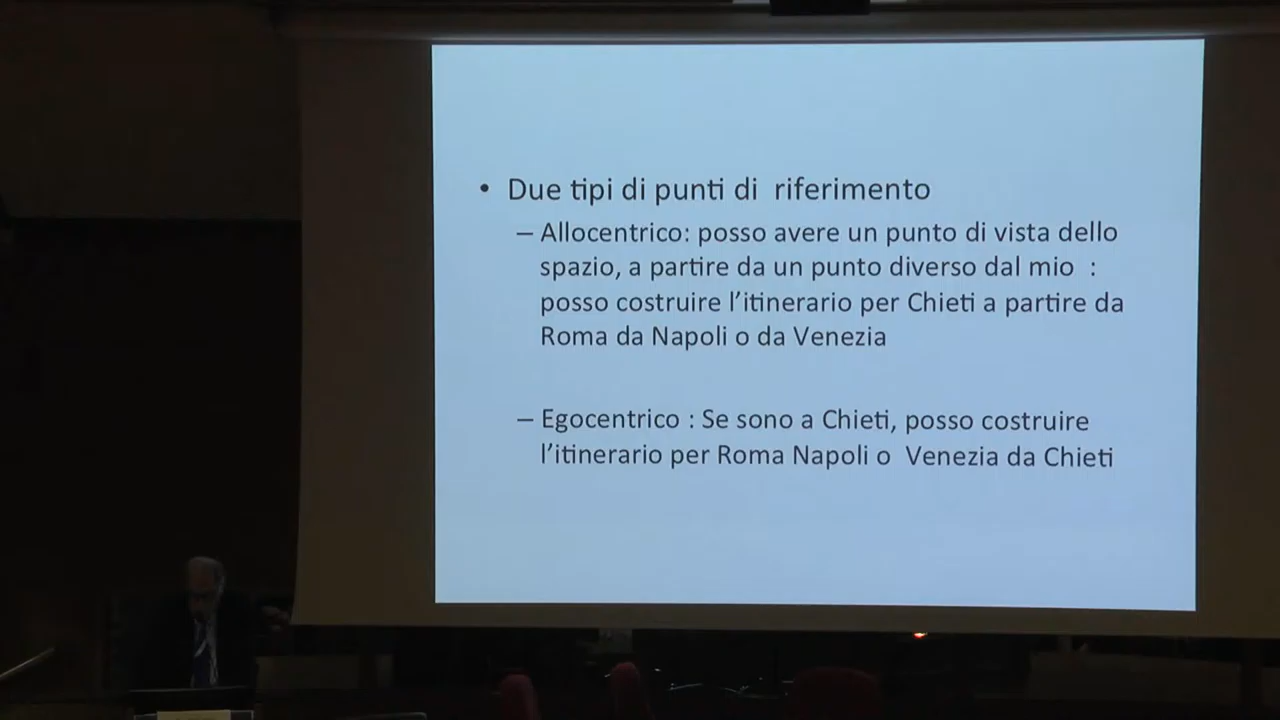 • Due tipi di punti di riferimento
– Allocentrico: posso avere un punto di vista dello
spazio, a partire da un punto diverso dal mio :
posso costruire l’itinerario per Chieti a partire da
Roma da Napoli o da Venezia
– Egocentrico : Se sono a Chieti, posso costruire
l’itinerario per Roma Napoli o Venezia da Chieti